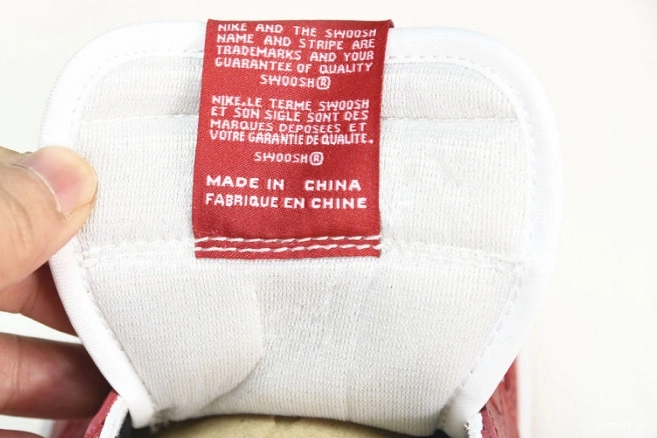 NIKE AND THE SWOOSH
NAME AND STRIPE ARE
TRADEMARKS AND YOUR
GUARANTEE OF QUALITY
SWOOSH®
NIKE.LE TERME SWOOSH
ET SON SIGLE SONT DES
MARQUES DEPOSEES ET
VOTRE GARANTIE DE QUALITE.
SWOOSH®
MADE IN CHINA
FABRIQUE EN CHINE